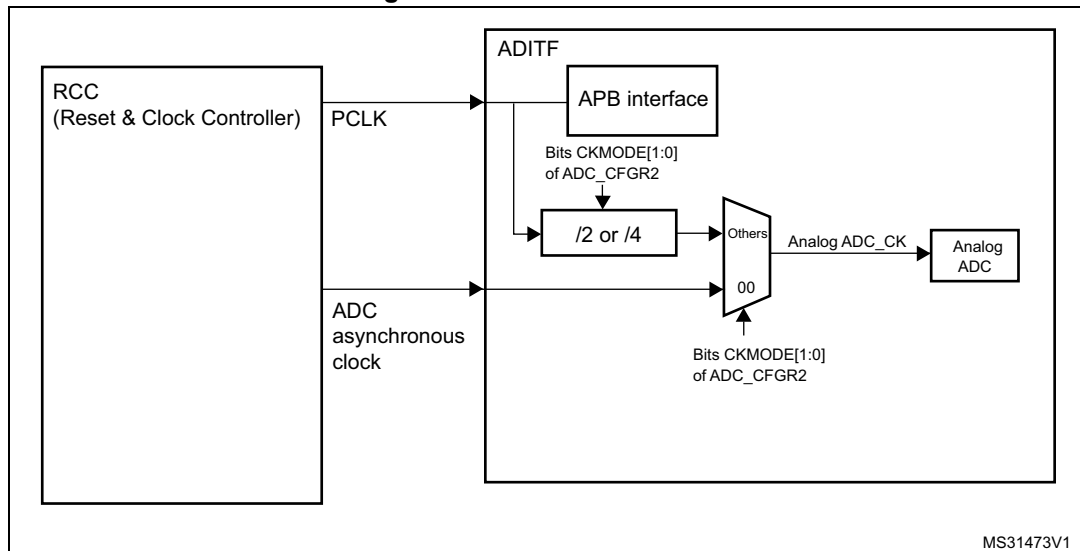 ADITF
RCC
(Reset & Clock Controller)
PCLK
APB interface
Bits CKMODE[1:0]
of ADC_CFGR2
/2 or /4
Others
Analog ADC_CK
Analog
ADC
00
ADC
asynchronous
clock
Bits CKMODE[1:0]
of ADC_CFGR2
MS31473V1